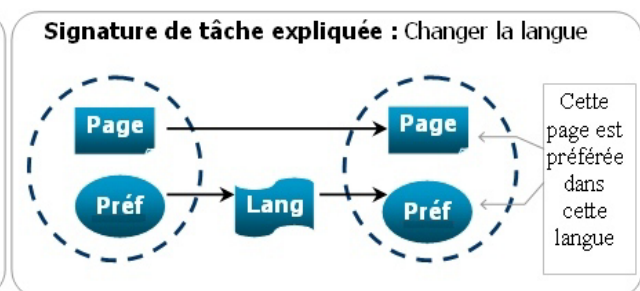 Signature de tâche expliquée : Changer la langue
Page
Page
Préf
Lang
Préf
Cette
page est
préférée
dans
cette
langue